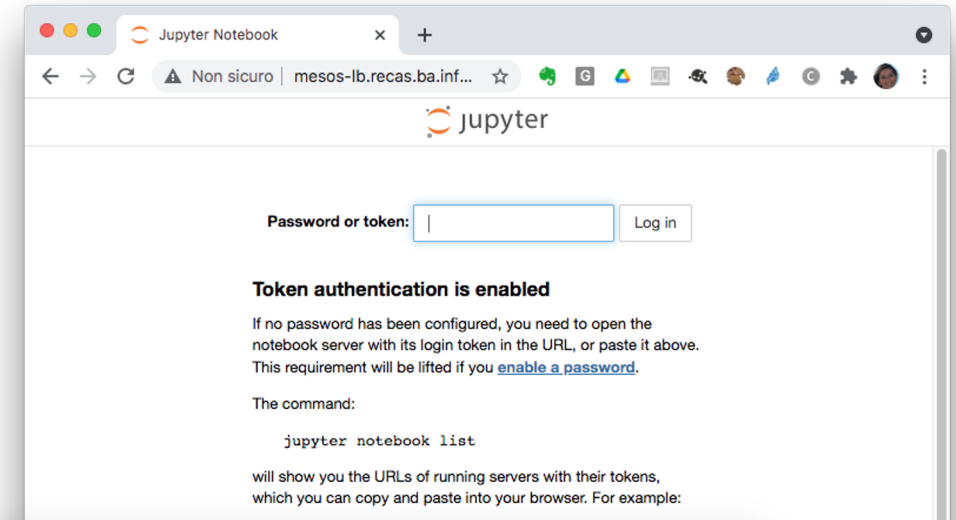 Jupyter Notebook
Non sicuro mesos-lb.recas.ba.inf...
G
C
jupyter
Password or token: Log in
Token authentication is enabled
If no password has been configured, you need to open the
notebook server with its login token in the URL, or paste it above.
This requirement will be lifted if you enable a password.
The command:
jupyter notebook list
will show you the URLs of running servers with their tokens,
which you can copy and paste into your browser. For example: